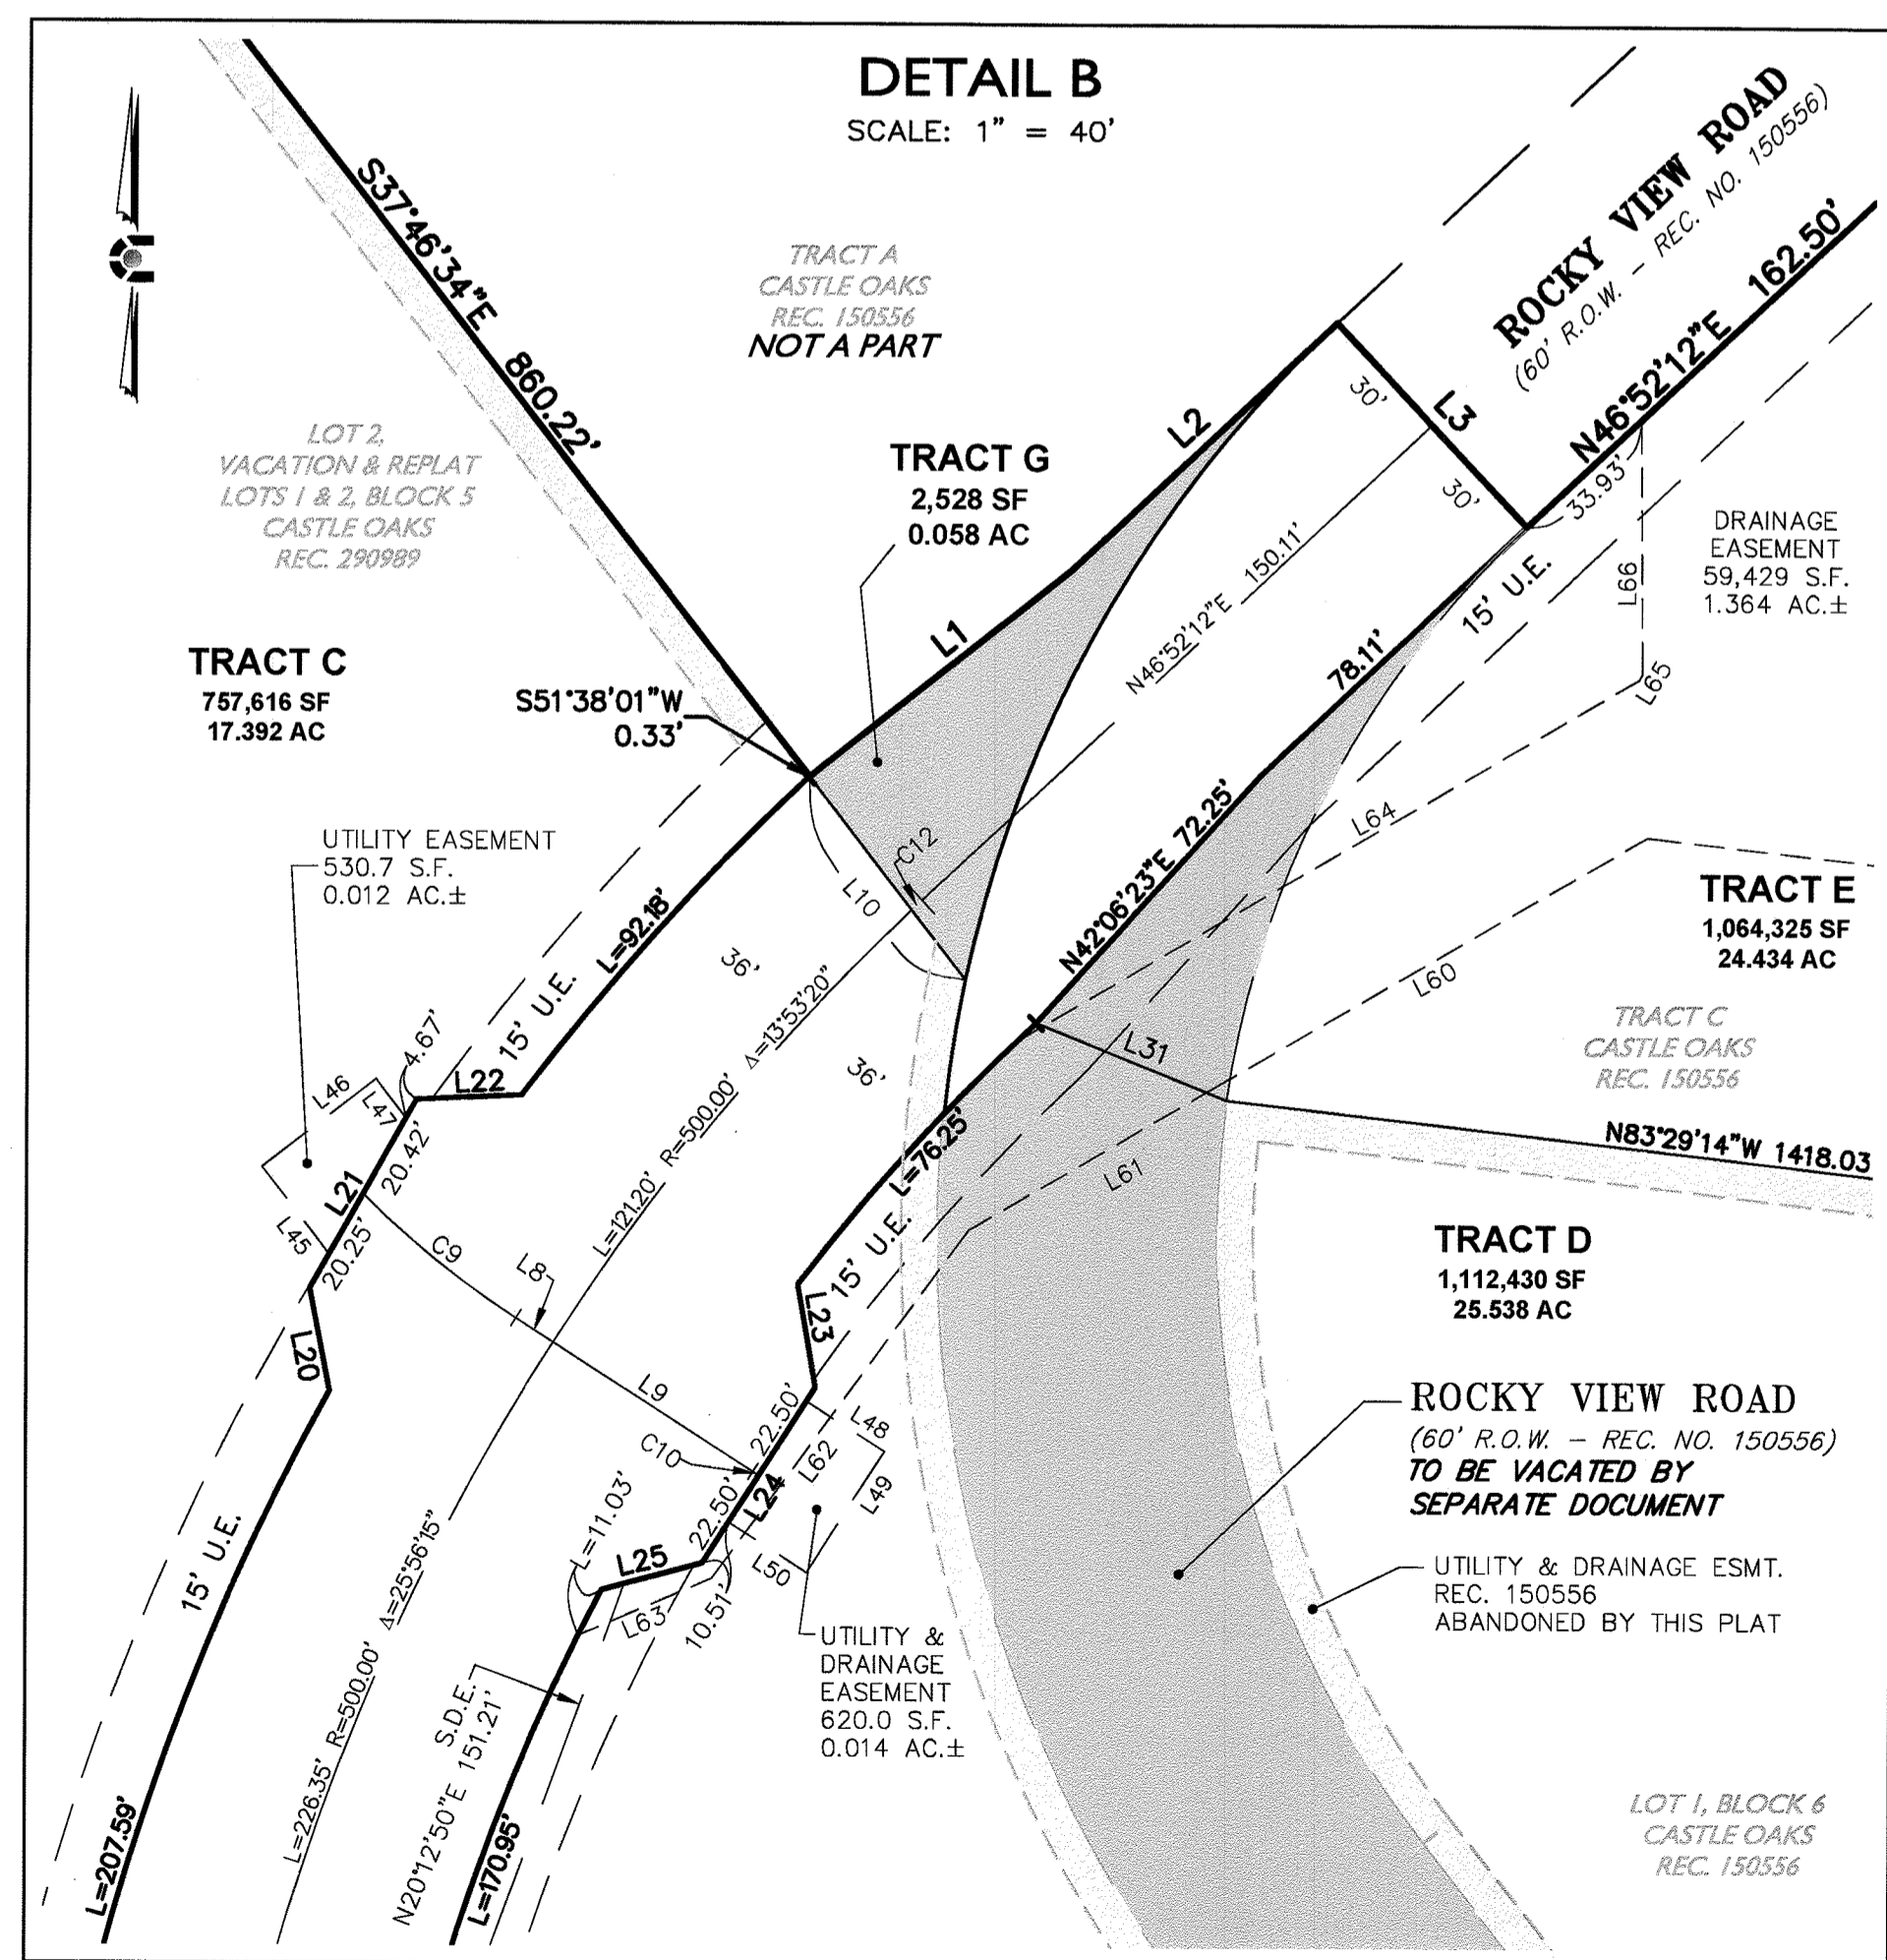 DETAIL B
SCALE: 1" = 40'
ROCKY VIEW ROAD
(60' R.O.W. - REC. NO. 150556)
S37°46'34"E 860.22'
TRACT A
CASTLE OAKS
REC. 150556
NOT A PART
N46°52'12"E 162.50'
LOT 2,
VACATION & REPLAT
LOTS 1 & 2, BLOCK 5
CASTLE OAKS
REC. 290989
TRACT G
2,528 SF
0.058 AC
L2
30'
L3
30'
33.93'
DRAINAGE
EASEMENT
59,429 S.F.
1.364 AC.±
L66
15' U.E.
L65
L1
N46°52'12"E 150.11'
78.11'
TRACT C
757,616 SF
17.392 AC
S51°38'01"W
0.33'
UTILITY EASEMENT
530.7 S.F.
0.012 AC.±
L10
C12
N42°06'23"E 72.25'
L64
TRACT E
1,064,325 SF
24.434 AC
L60
L=92.18'
36'
15' U.E.
36'
L=121.20' R=500.00' Δ=13°53'20"
TRACT C
CASTLE OAKS
REC. 150556
L31
4.67'
L46
L47
L22
20.42'
N83°29'14"W 1418.03
L=76.25'
L61
L21
L45
20.25'
C9
L8
15' U.E.
TRACT D
1,112,430 SF
25.538 AC
L20
L23
L9
22.50'
L48
C10
L62
L49
L24
22.50'
L50
ROCKY VIEW ROAD
(60' R.O.W. - REC. NO. 150556)
TO BE VACATED BY
SEPARATE DOCUMENT
L=11.03'
L25
L63
10.51'
15' U.E.
L=226.35' R=500.00' Δ=25°56'15"
UTILITY & DRAINAGE ESMT.
REC. 150556
ABANDONED BY THIS PLAT
UTILITY &
DRAINAGE
EASEMENT
620.0 S.F.
0.014 AC.±
S.D.E.
N20°12'50"E 151.21'
L=207.59'
L=170.95'
LOT 1, BLOCK 6
CASTLE OAKS
REC. 150556